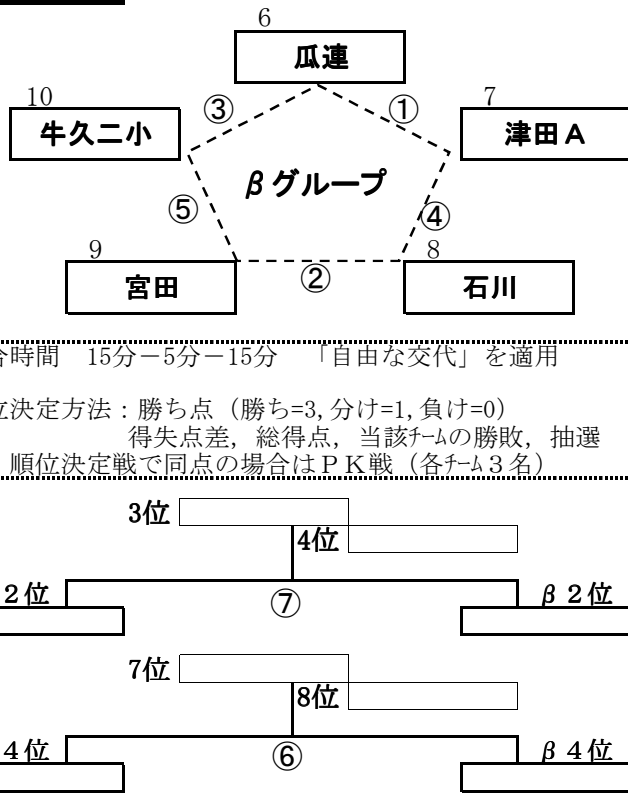 6
瓜連
10
③
①
7
牛久二小
津田A
βグループ
⑤
④
9
8
宮田
②
石川
合時間　15分－5分－15分　「自由な交代」を適用
位決定方法：勝ち点（勝ち=3,分け=1,負け=0）
得失点差，総得点，当該ﾁｰﾑの勝敗，抽選
順位決定戦で同点の場合はＰＫ戦（各ﾁｰﾑ３名）
3位
4位
2位
β2位
⑦
7位
8位
4位
β4位
⑥